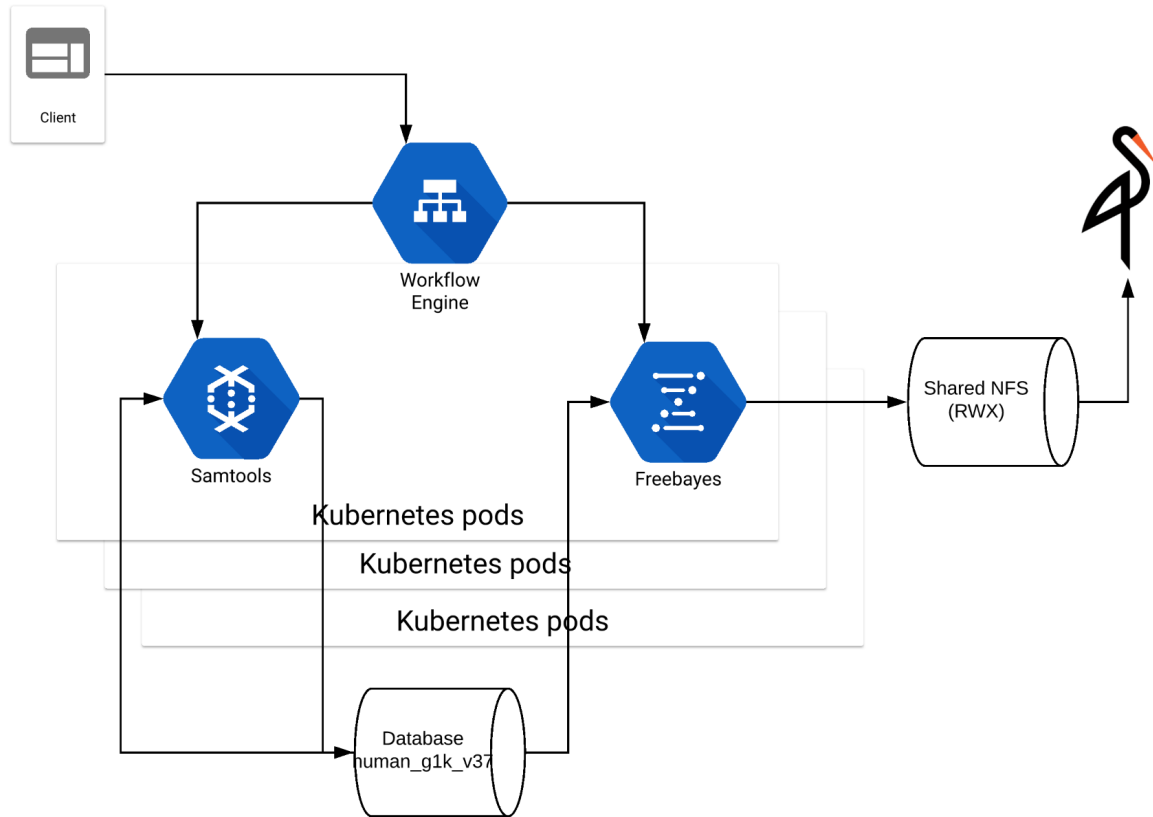 Client
Workflow
Engine
Samtools
Freebayes
Shared NFS
(RWX)
Kubernetes pods
Kubernetes pods
Kubernetes pods
Database
human_g1k_v37